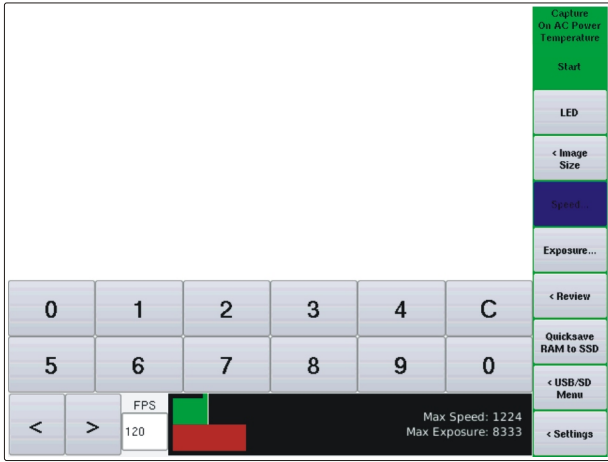 Capture
On AC Power
Temperature
Start
LED
< Image
Size
Speed...
Exposure...
< Review
Quicksave
RAM to SSD
< USB/SD
Menu
< Settings
0 1 2 3 4 C
5 6 7 8 9 0
< > FPS
120
Max Speed: 1224
Max Exposure: 8333